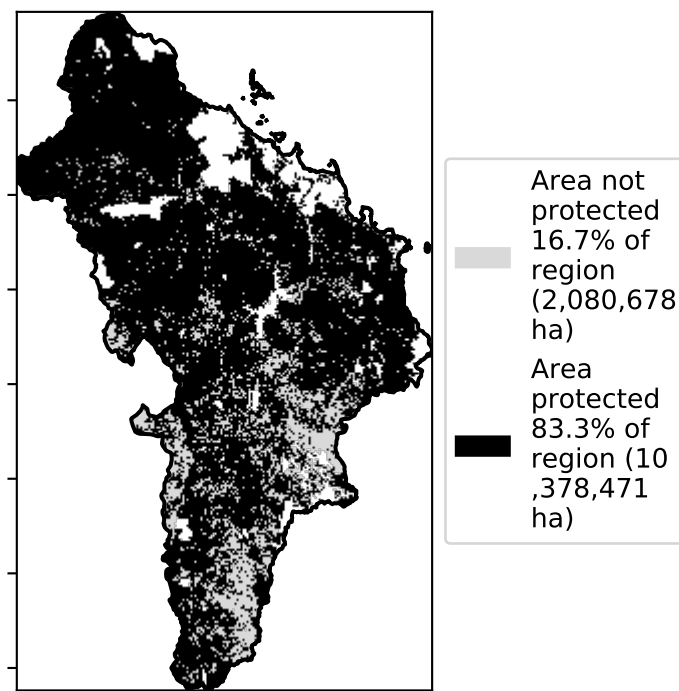 Area not
protected
16.7% of
region
(2,080,678
ha)
Area
protected
83.3% of
region (10
,378,471
ha)